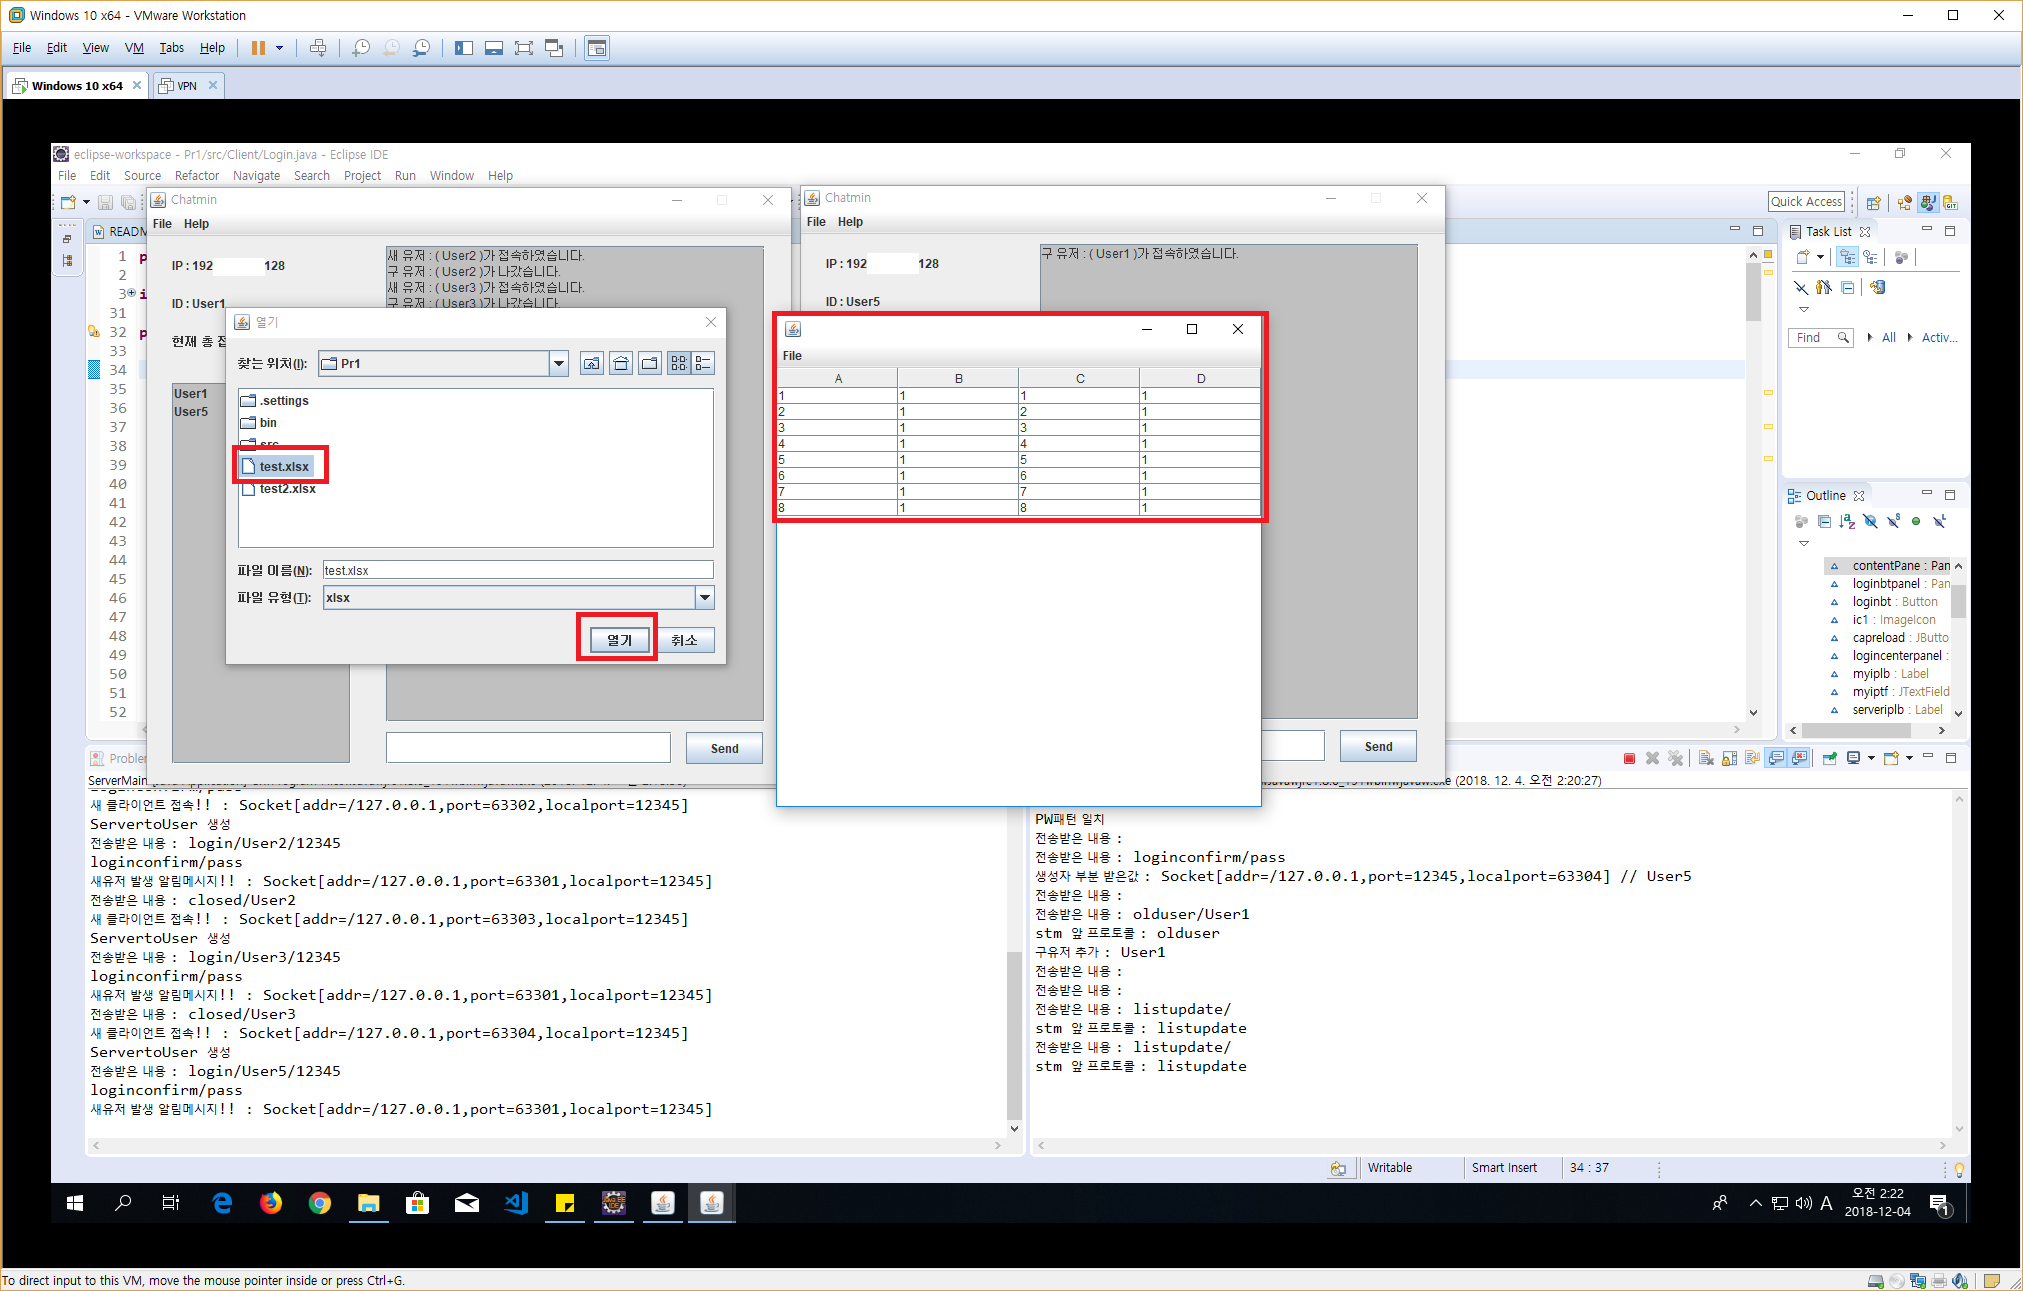 Windows 10 x64 - VMware Workstation
File Edit View VM Tabs Help
Windows 10 x64 VPN
eclipse-workspace - Pr1/src/Client/Login.java - Eclipse IDE
File Edit Source Refactor Navigate Search Project Run Window Help
Quick Access
READM
Task List
Find All Activ...
Outline
contentPane : Pan
loginbtpanel : Pan
loginbt : Button
ic1 : ImageIcon
capreload : JButto
logincenterpanel :
myiplb : Label
myiptf : JTextField
serveriplb : Label
1
2
3
31
32
33
34
35
36
37
38
39
40
41
42
43
44
45
46
47
48
49
50
51
52
Chatmin
File Help
IP : 192 128
ID : User1
현재 총 접
User1
User5
새 유저 : ( User2 )가 접속하였습니다.
구 유저 : ( User2 )가 나갔습니다.
새 유저 : ( User3 )가 접속하였습니다.
구 유저 : ( User3 )가 나갔습니다.
Send
열기
찾는 위치(I): Pr1
.settings
bin
src
test.xlsx
test2.xlsx
파일 이름(N): test.xlsx
파일 유형(T): xlsx
열기 취소
Chatmin
File Help
IP : 192 128
ID : User5
구 유저 : ( User1 )가 접속하였습니다.
Send
File
A B C D
1 1 1 1
2 1 2 1
3 1 3 1
4 1 4 1
5 1 5 1
6 1 6 1
7 1 7 1
8 1 8 1
Problem
ServerMain
새 클라이언트 접속!! : Socket[addr=/127.0.0.1,port=63302,localport=12345]
ServertoUser 생성
전송받은 내용 : login/User2/12345
loginconfirm/pass
새유저 발생 알림메시지!! : Socket[addr=/127.0.0.1,port=63301,localport=12345]
전송받은 내용 : closed/User2
새 클라이언트 접속!! : Socket[addr=/127.0.0.1,port=63303,localport=12345]
ServertoUser 생성
전송받은 내용 : login/User3/12345
loginconfirm/pass
새유저 발생 알림메시지!! : Socket[addr=/127.0.0.1,port=63301,localport=12345]
전송받은 내용 : closed/User3
새 클라이언트 접속!! : Socket[addr=/127.0.0.1,port=63304,localport=12345]
ServertoUser 생성
전송받은 내용 : login/User5/12345
loginconfirm/pass
새유저 발생 알림메시지!! : Socket[addr=/127.0.0.1,port=63301,localport=12345]
(2018. 12. 4. 오전 2:20:27)
PW패턴 일치
전송받은 내용 :
전송받은 내용 : loginconfirm/pass
생성자 부분 받은값 : Socket[addr=/127.0.0.1,port=12345,localport=63304] // User5
전송받은 내용 :
전송받은 내용 : olduser/User1
stm 앞 프로토콜 : olduser
구유저 추가 : User1
전송받은 내용 :
전송받은 내용 :
전송받은 내용 : listupdate/
stm 앞 프로토콜 : listupdate
전송받은 내용 : listupdate/
stm 앞 프로토콜 : listupdate
Writable Smart Insert 34 : 37
A 오전 2:22
2018-12-04
1
To direct input to this VM, move the mouse pointer inside or press Ctrl+G.